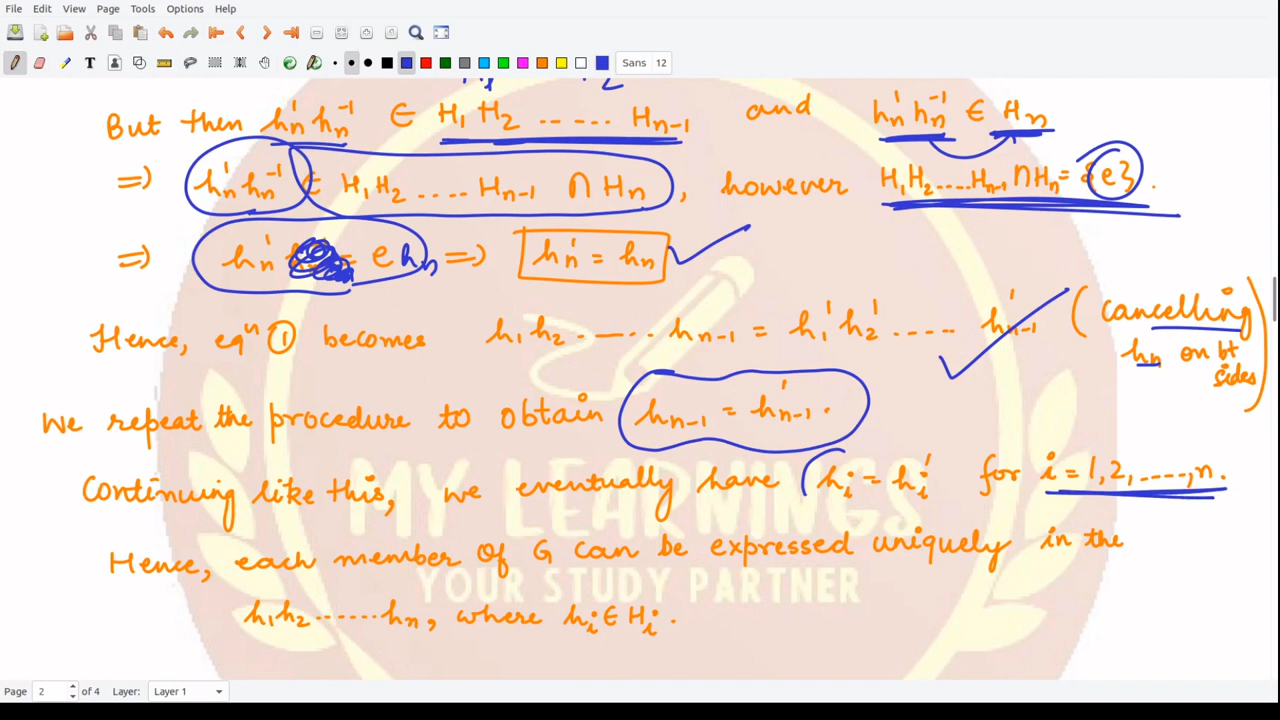 File Edit View Page Tools Options Help
Sans 12
But then hn' hn⁻¹ ∈ H1 H2 ..... Hn-1 and hn' hn⁻¹ ∈ Hn
⇒ hn' hn⁻¹ ∈ H1 H2 ..... Hn-1 ∩ Hn, however H1 H2 ..... Hn-1 ∩ Hn = {e}.
⇒ hn' = e hn ⇒ hn' = hn
Hence, eqn ① becomes h1 h2 ....... hn-1 = h1' h2' ..... hn-1' (cancelling
hn on bt
sides)
We repeat the procedure to obtain hn-1 = hn-1'.
Continuing like this, we eventually have hi = hi' for i = 1, 2, ....., n.
Hence, each member of G can be expressed uniquely in the
h1 h2 ...... hn, where hi ∈ Hi.
MY LEARNINGS
YOUR STUDY PARTNER
Page 2 of 4 Layer: Layer 1